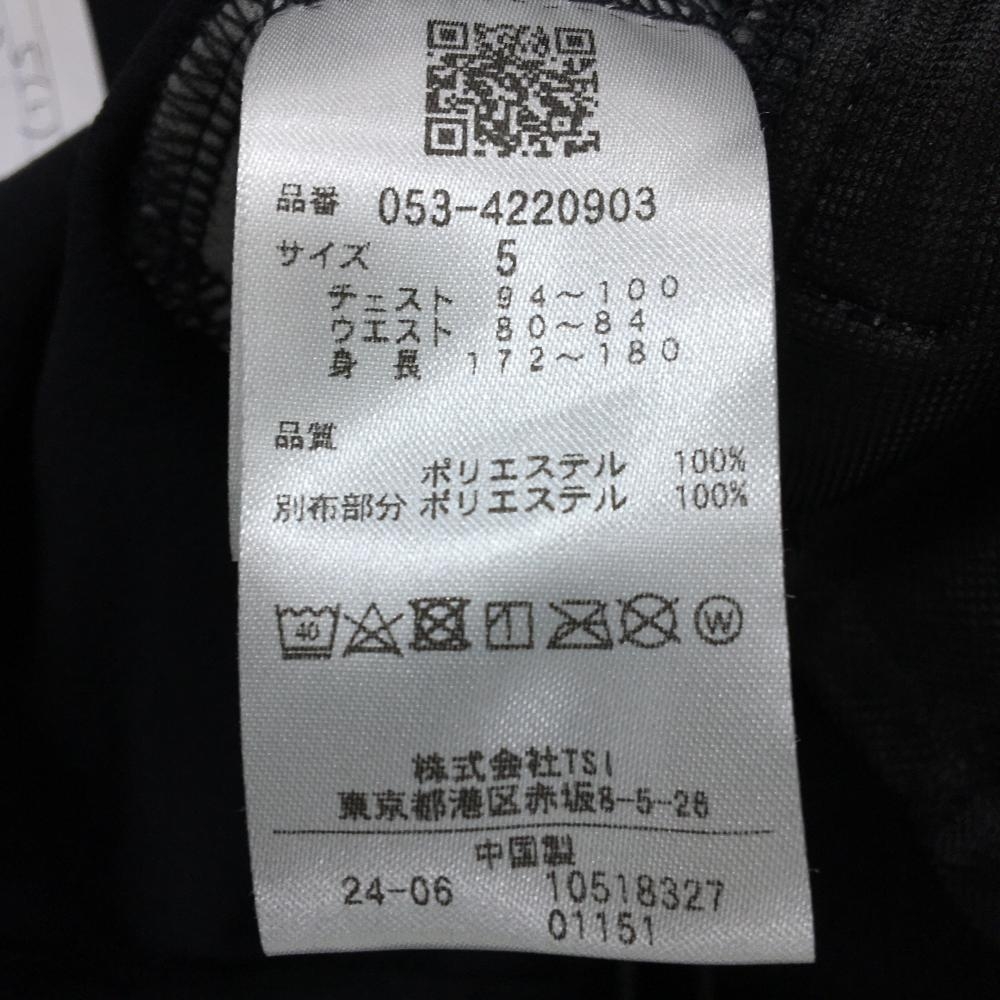 品番 053-4220903
サイズ 5
チェスト 94～100
ウエスト 80～84
身長 172～180
品質
ポリエステル 100%
別布部分 ポリエステル 100%
40
W
株式会社TSI
東京都港区赤坂8-5-26
中国製
24-06 10518327
01151